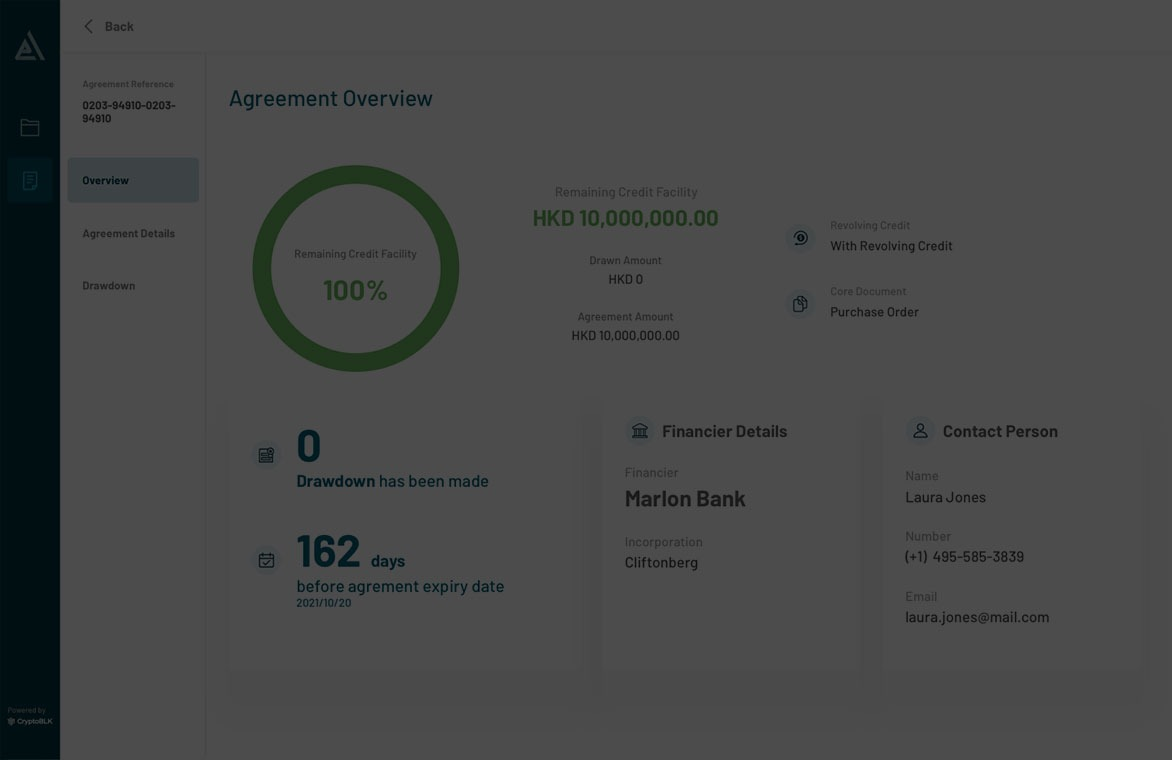 Back
Agreement Reference
0203-94910-0203-
94910
Overview
Agreement Details
Drawdown
Powered by
CryptoBLK
Agreement Overview
Remaining Credit Facility
100%
Remaining Credit Facility
HKD 10,000,000.00
Drawn Amount
HKD 0
Agreement Amount
HKD 10,000,000.00
Revolving Credit
With Revolving Credit
Core Document
Purchase Order
0
Drawdown has been made
162 days
before agrement expiry date
2021/10/20
Financier Details
Financier
Marlon Bank
Incorporation
Cliftonberg
Contact Person
Name
Laura Jones
Number
(+1) 495-585-3839
Email
laura.jones@mail.com